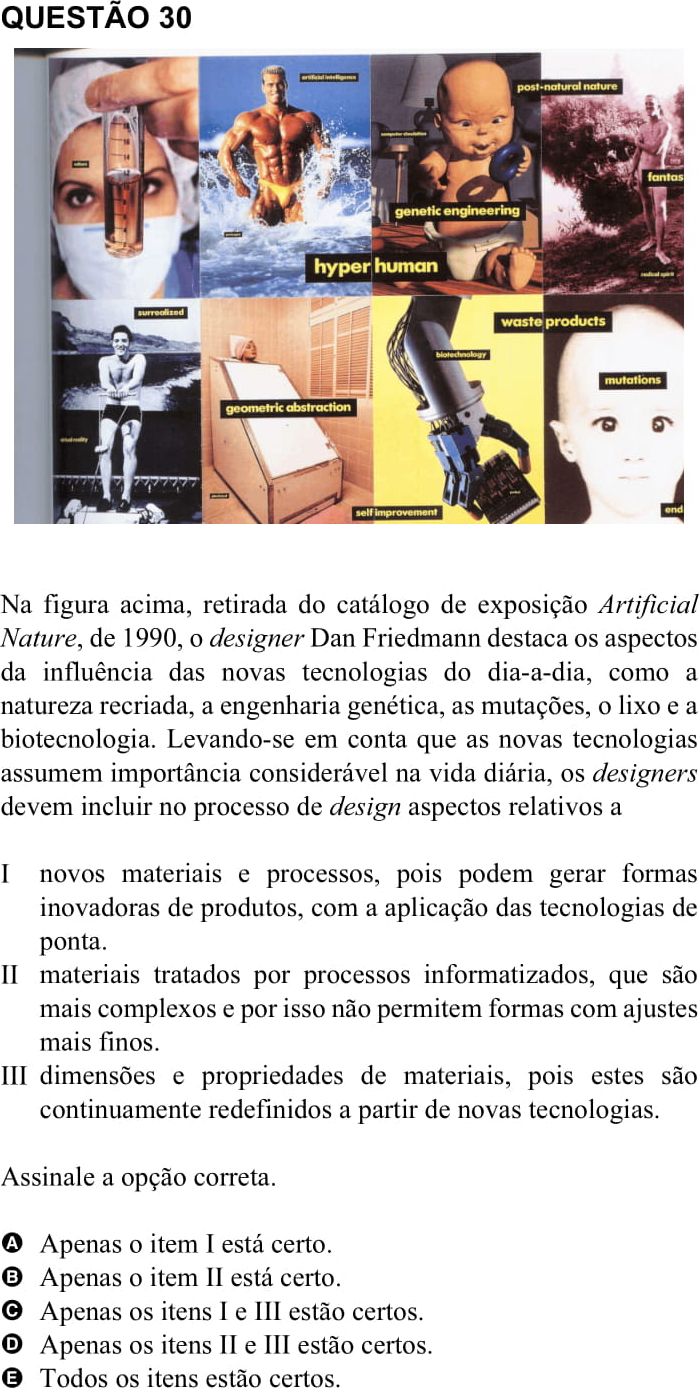 QUESTÃO 30
artificial intelligence
post-natural nature
computer simulation
fantas
genetic engineering
hyper human
radical spirit
surrealized
waste products
biotechnology
mutations
geometric abstraction
virtual reality
self improvement
end
Na figura acima, retirada do catálogo de exposição Artificial
Nature, de 1990, o designer Dan Friedmann destaca os aspectos
da influência das novas tecnologias do dia-a-dia, como a
natureza recriada, a engenharia genética, as mutações, o lixo e a
biotecnologia. Levando-se em conta que as novas tecnologias
assumem importância considerável na vida diária, os designers
devem incluir no processo de design aspectos relativos a
I novos materiais e processos, pois podem gerar formas
inovadoras de produtos, com a aplicação das tecnologias de
ponta.
II materiais tratados por processos informatizados, que são
mais complexos e por isso não permitem formas com ajustes
mais finos.
III dimensões e propriedades de materiais, pois estes são
continuamente redefinidos a partir de novas tecnologias.
Assinale a opção correta.
A Apenas o item I está certo.
B Apenas o item II está certo.
C Apenas os itens I e III estão certos.
D Apenas os itens II e III estão certos.
E Todos os itens estão certos.